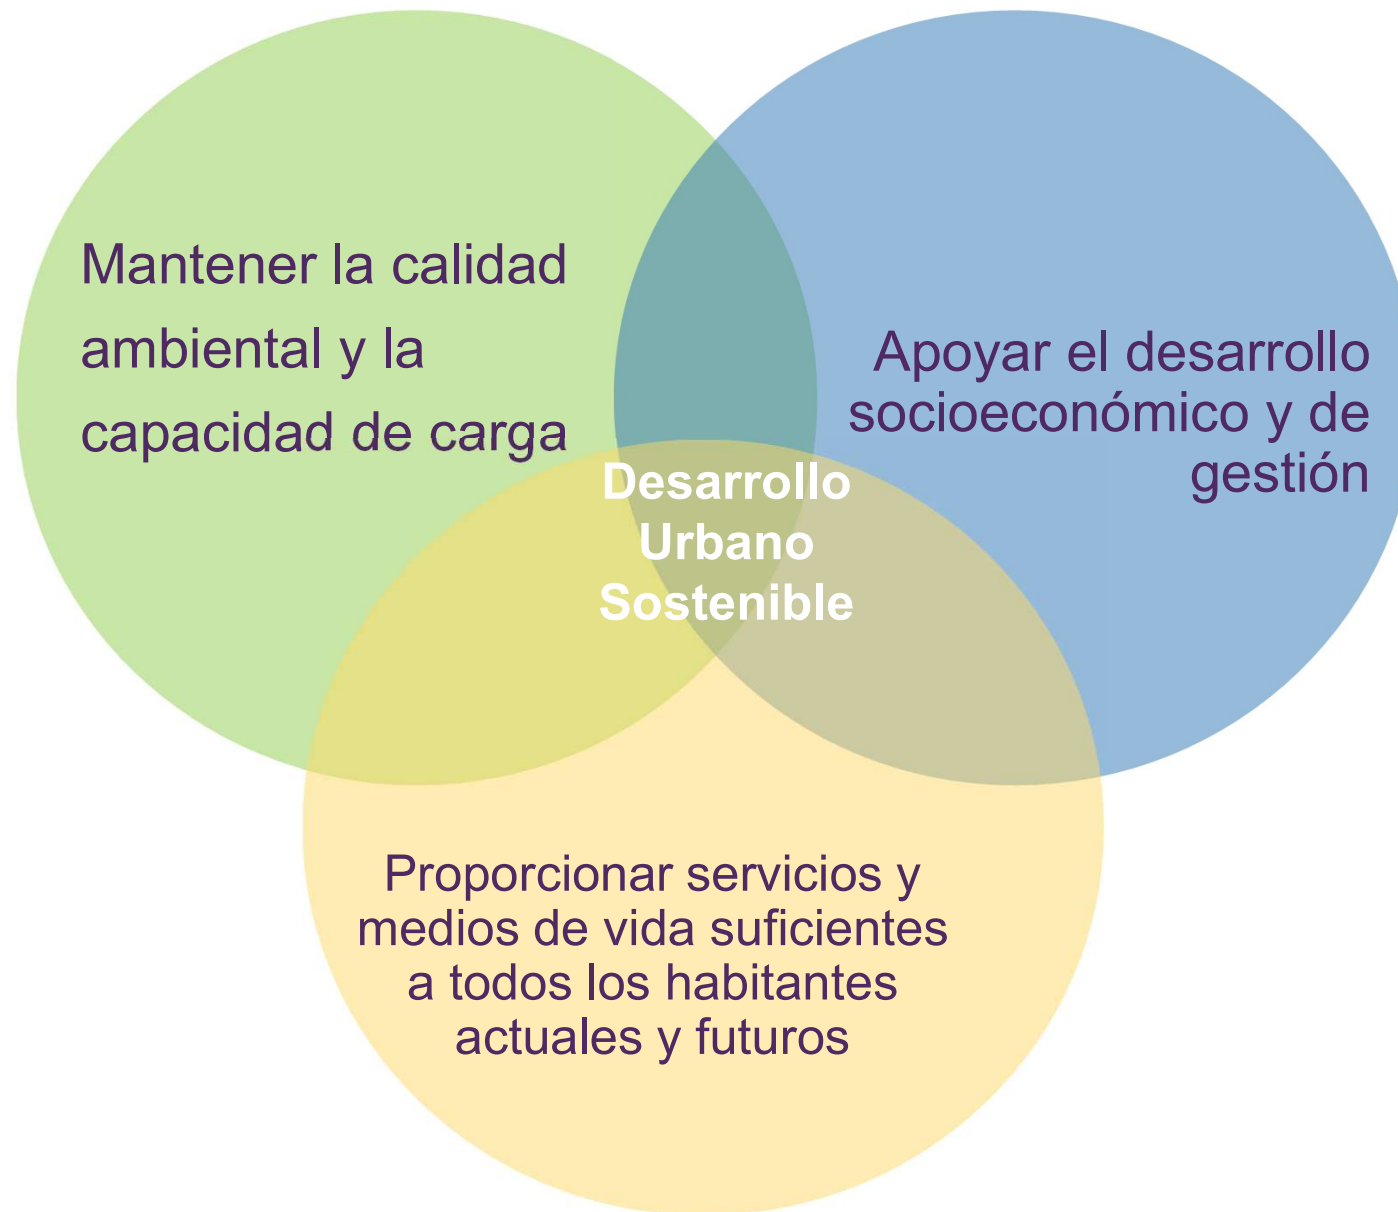 Mantener la calidad
ambiental y la
capacidad de carga
Apoyar el desarrollo
socioeconómico y de
gestión
Desarrollo
Urbano
Sostenible
Proporcionar servicios y
medios de vida suficientes
a todos los habitantes
actuales y futuros